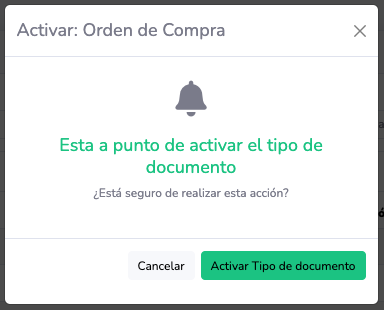 Activar: Orden de Compra
Esta a punto de activar el tipo de
documento
¿Está seguro de realizar esta acción?
Cancelar
Activar Tipo de documento